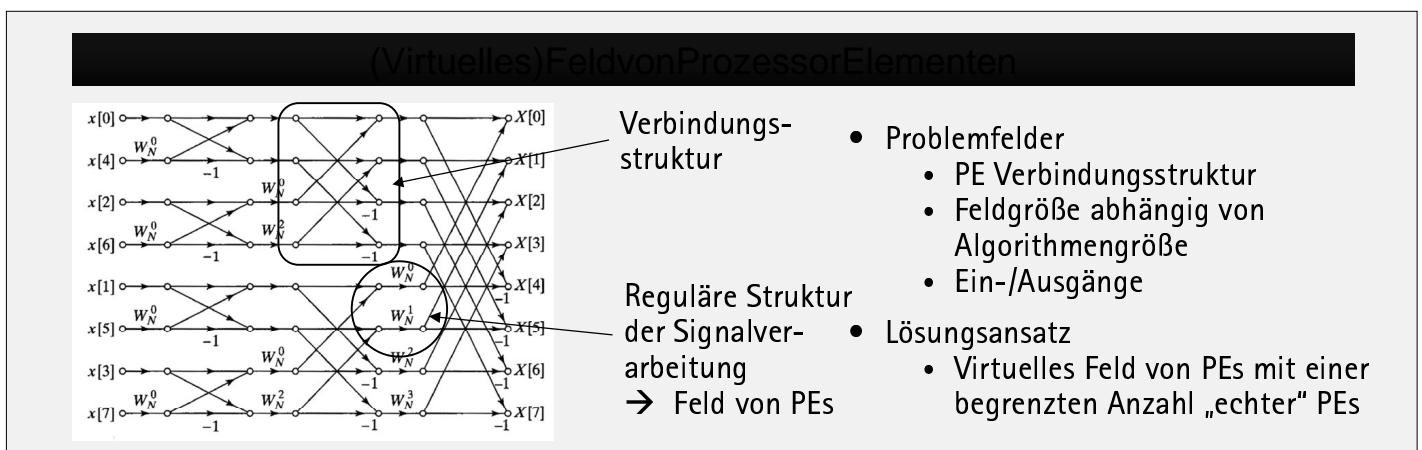 (Virtuelles)FeldvonProzessorElementen
x[0]
x[4]
x[2]
x[6]
x[1]
x[5]
x[3]
x[7]
W_N^0
-1
W_N^0
-1
W_N^0
-1
W_N^0
-1
W_N^0
W_N^2
-1
-1
W_N^0
W_N^2
-1
-1
W_N^0
W_N^1
W_N^2
W_N^3
-1
-1
-1
-1
X[0]
X[1]
X[2]
X[3]
X[4]
X[5]
X[6]
X[7]
Verbindungs-
struktur
Reguläre Struktur
der Signalver-
arbeitung
→ Feld von PEs
• Problemfelder
• PE Verbindungsstruktur
• Feldgröße abhängig von
Algorithmengröße
• Ein-/Ausgänge
• Lösungsansatz
• Virtuelles Feld von PEs mit einer
begrenzten Anzahl „echter" PEs